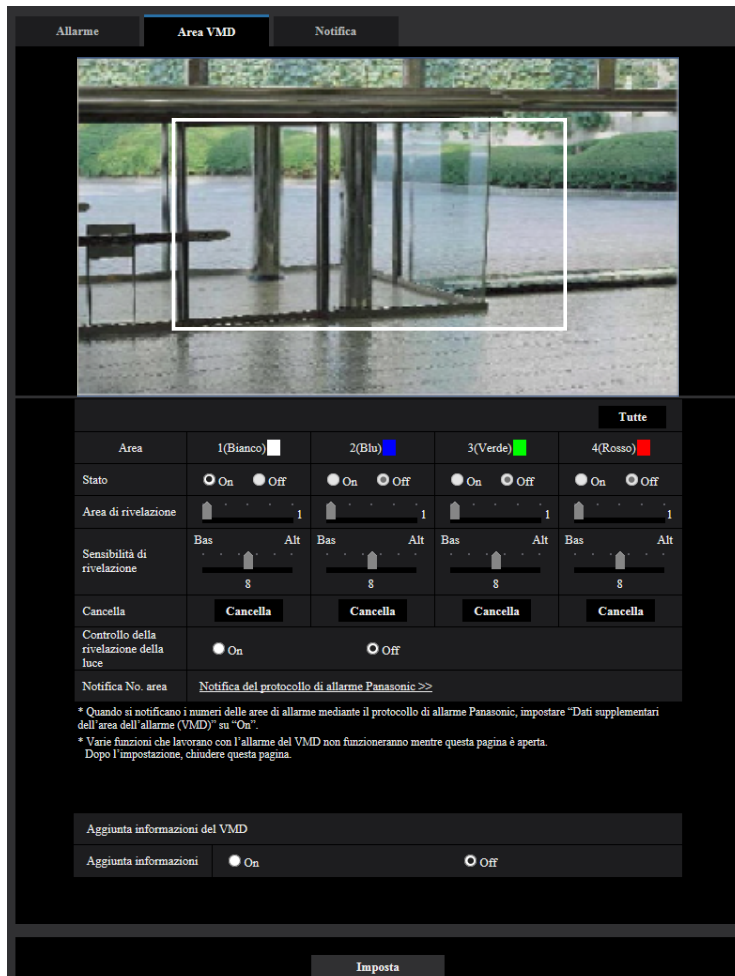 Allarme Area VMD Notifica
Tutte
Area 1(Bianco) 2(Blu) 3(Verde) 4(Rosso)
Stato On Off On Off On Off On Off
Area di rivelazione 1 1 1 1
Bas Alt Bas Alt Bas Alt Bas Alt
Sensibilità di
rivelazione
8 8 8 8
Cancella Cancella Cancella Cancella Cancella
Controllo della
rivelazione della
luce
On Off
Notifica No. area Notifica del protocollo di allarme Panasonic >>
* Quando si notificano i numeri delle aree di allarme mediante il protocollo di allarme Panasonic, impostare “Dati supplementari
dell’area dell’allarme (VMD)” su “On”.
* Varie funzioni che lavorano con l’allarme del VMD non funzioneranno mentre questa pagina è aperta.
Dopo l’impostazione, chiudere questa pagina.
Aggiunta informazioni del VMD
Aggiunta informazioni On Off
Imposta